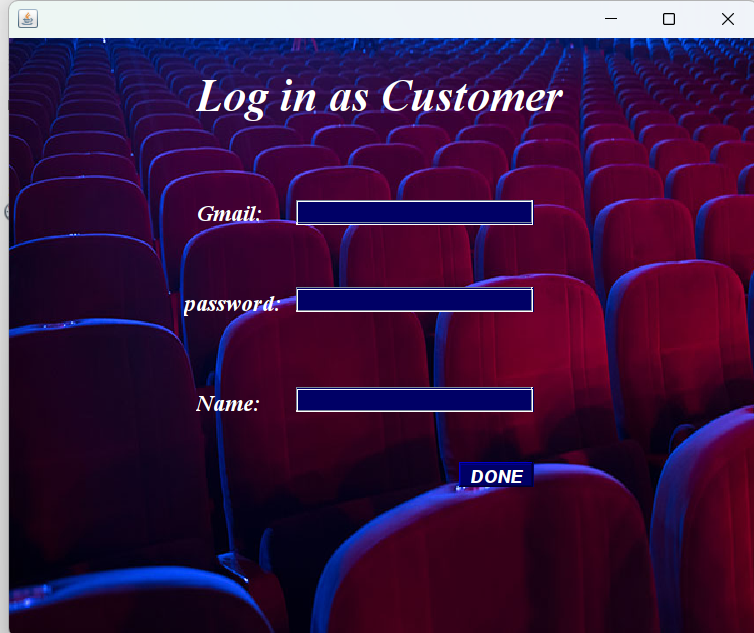 Log in as Customer
Gmail:
password:
Name:
DONE